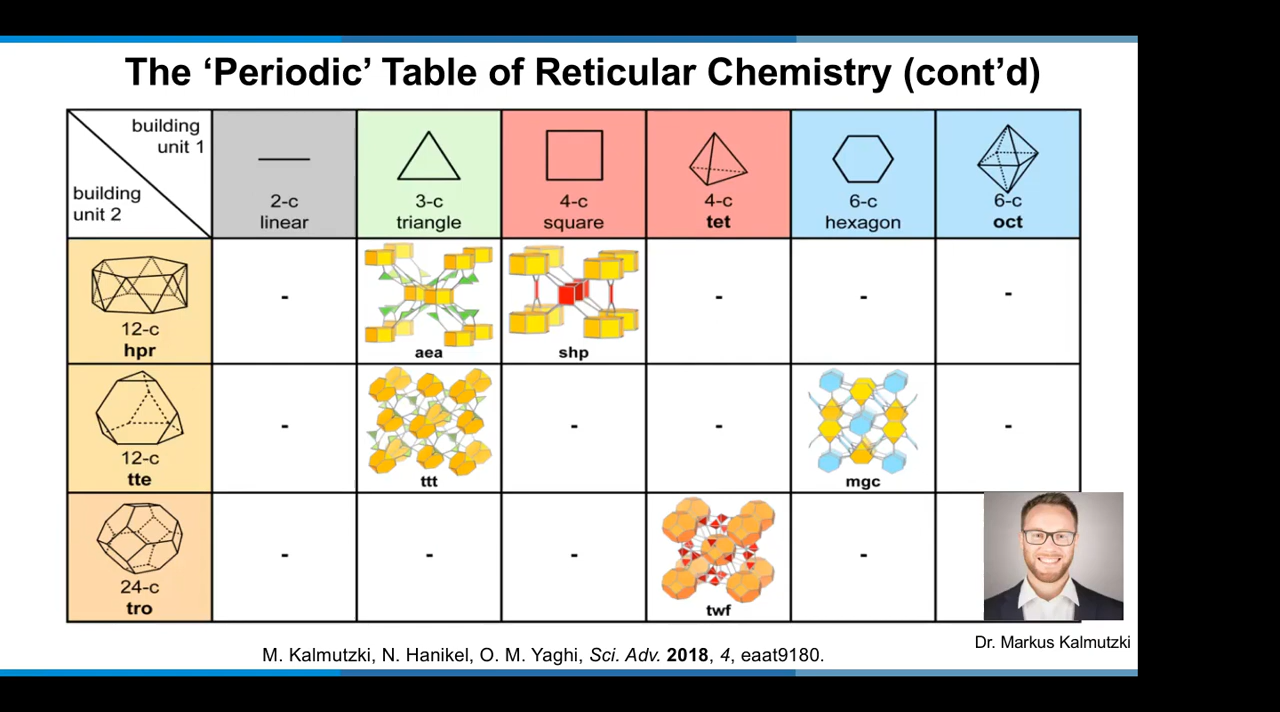 The ‘Periodic’ Table of Reticular Chemistry (cont’d)
building
unit 1
building
unit 2
2-c
linear
3-c
triangle
4-c
square
4-c
tet
6-c
hexagon
6-c
oct
12-c
hpr
-
aea
shp
-
-
-
12-c
tte
-
ttt
-
-
mgc
-
24-c
tro
-
-
-
twf
-
Dr. Markus Kalmutzki
M. Kalmutzki, N. Hanikel, O. M. Yaghi, Sci. Adv. 2018, 4, eaat9180.